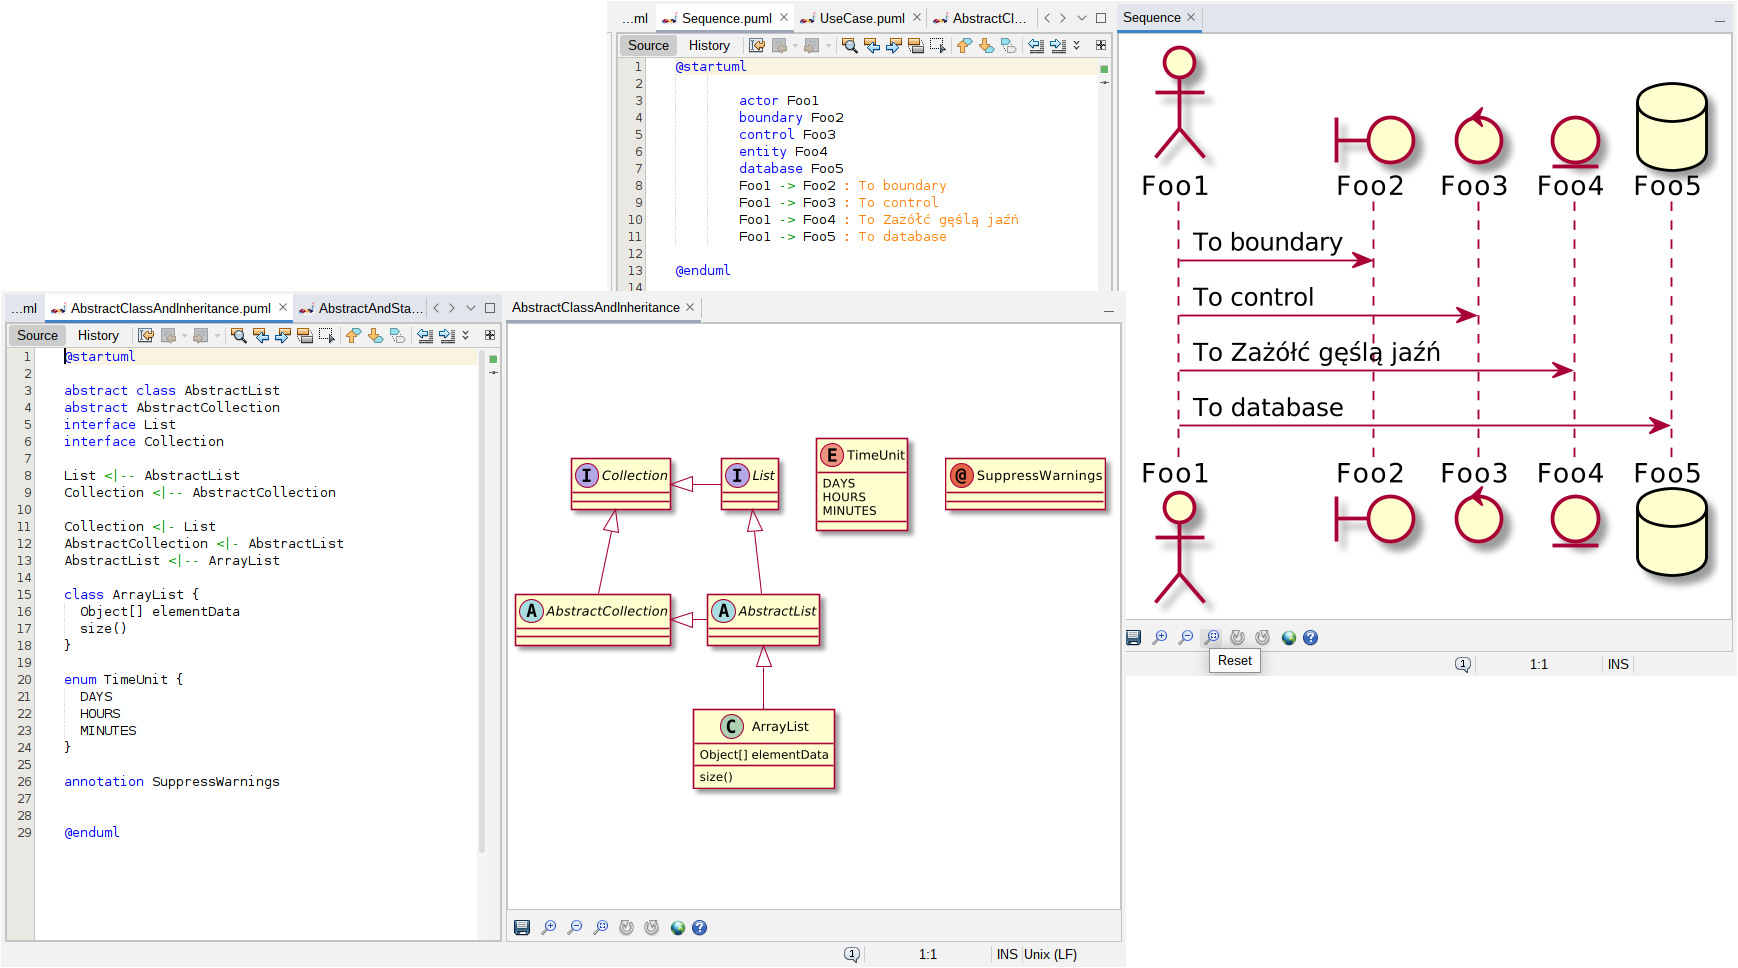 ...ml
Sequence.puml
UseCase.puml
AbstractCl...
Source
History
1 @startuml
2
3 actor Foo1
4 boundary Foo2
5 control Foo3
6 entity Foo4
7 database Foo5
8 Foo1 -> Foo2 : To boundary
9 Foo1 -> Foo3 : To control
10 Foo1 -> Foo4 : To Zażółć gęślą jaźń
11 Foo1 -> Foo5 : To database
12
13 @enduml
14
Sequence
Foo1 Foo2 Foo3 Foo4 Foo5
To boundary
To control
To Zażółć gęślą jaźń
To database
Foo1 Foo2 Foo3 Foo4 Foo5
Reset
1 1:1 INS
...ml
AbstractClassAndInheritance.puml
AbstractAndSta...
Source
History
1 @startuml
2
3 abstract class AbstractList
4 abstract AbstractCollection
5 interface List
6 interface Collection
7
8 List <|-- AbstractList
9 Collection <|-- AbstractCollection
10
11 Collection <|- List
12 AbstractCollection <|- AbstractList
13 AbstractList <|-- ArrayList
14
15 class ArrayList {
16 Object[] elementData
17 size()
18 }
19
20 enum TimeUnit {
21 DAYS
22 HOURS
23 MINUTES
24 }
25
26 annotation SuppressWarnings
27
28
29 @enduml
AbstractClassAndInheritance
I Collection
I List
E TimeUnit
DAYS
HOURS
MINUTES
@ SuppressWarnings
A AbstractCollection
A AbstractList
C ArrayList
Object[] elementData
size()
1 1:1 INS Unix (LF)